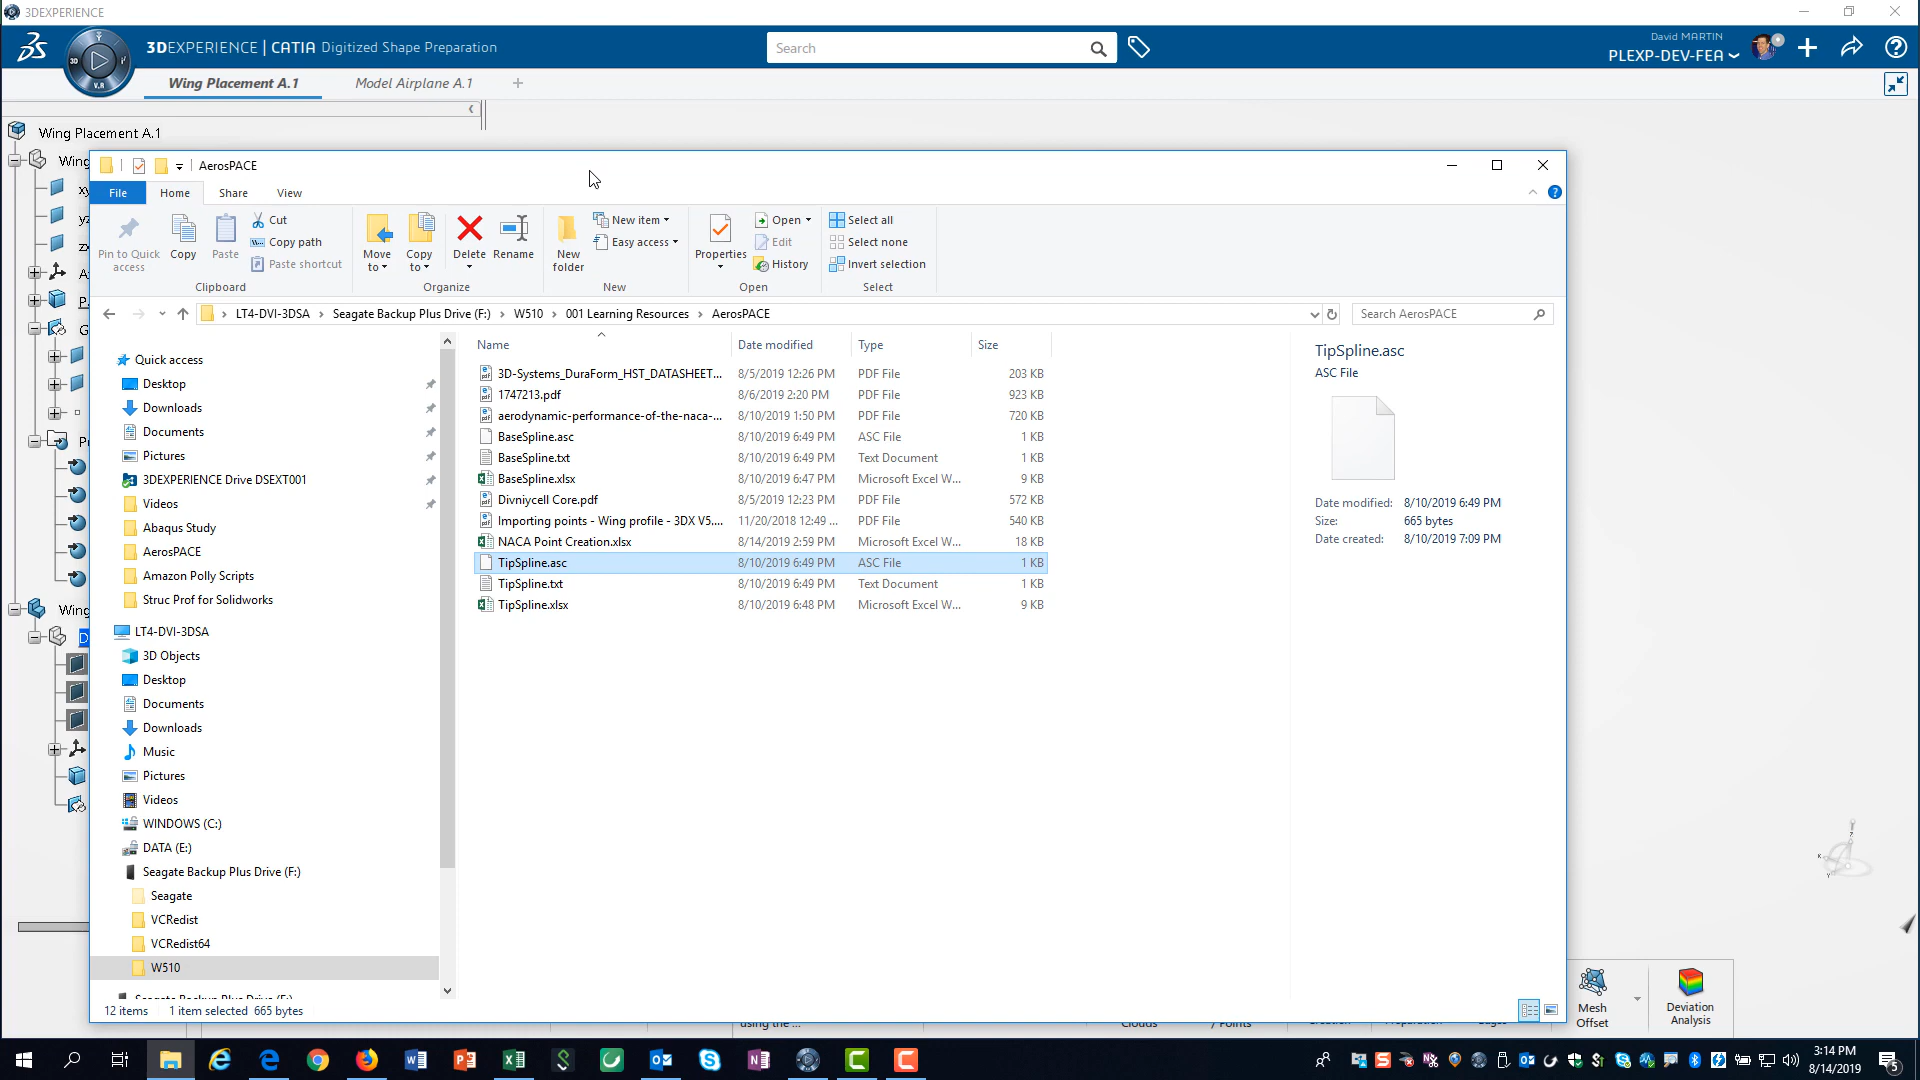 3DEXPERIENCE
3DEXPERIENCE | CATIA Digitized Shape Preparation
Search
David MARTIN
PLEXP-DEV-FEA
3D
V.R
Wing Placement A.1
Model Airplane A.1
Wing Placement A.1
Wing
AerosPACE
File
Home
Share
View
Pin to Quick access
Copy
Paste
Cut
Copy path
Paste shortcut
Clipboard
Move to
Copy to
Delete
Rename
Organize
New folder
New item
Easy access
New
Properties
Open
Edit
History
Open
Select all
Select none
Invert selection
Select
LT4-DVI-3DSA > Seagate Backup Plus Drive (F:) > W510 > 001 Learning Resources > AerosPACE
Search AerosPACE
Quick access
Desktop
Downloads
Documents
Pictures
3DEXPERIENCE Drive DSEXT001
Videos
Abaqus Study
AerosPACE
Amazon Polly Scripts
Struc Prof for Solidworks
LT4-DVI-3DSA
3D Objects
Desktop
Documents
Downloads
Music
Pictures
Videos
WINDOWS (C:)
DATA (E:)
Seagate Backup Plus Drive (F:)
Seagate
VCRedist
VCRedist64
W510
Name Date modified Type Size
3D-Systems_DuraForm_HST_DATASHEET... 8/5/2019 12:26 PM PDF File 203 KB
1747213.pdf 8/6/2019 2:20 PM PDF File 923 KB
aerodynamic-performance-of-the-naca-... 8/10/2019 1:50 PM PDF File 720 KB
BaseSpline.asc 8/10/2019 6:49 PM ASC File 1 KB
BaseSpline.txt 8/10/2019 6:49 PM Text Document 1 KB
BaseSpline.xlsx 8/10/2019 6:47 PM Microsoft Excel W... 9 KB
Divniycell Core.pdf 8/5/2019 12:23 PM PDF File 572 KB
Importing points - Wing profile - 3DX V5.... 11/20/2018 12:49 ... PDF File 540 KB
NACA Point Creation.xlsx 8/14/2019 2:59 PM Microsoft Excel W... 18 KB
TipSpline.asc 8/10/2019 6:49 PM ASC File 1 KB
TipSpline.txt 8/10/2019 6:49 PM Text Document 1 KB
TipSpline.xlsx 8/10/2019 6:48 PM Microsoft Excel W... 9 KB
TipSpline.asc
ASC File
Date modified: 8/10/2019 6:49 PM
Size: 665 bytes
Date created: 8/10/2019 7:09 PM
12 items 1 item selected 665 bytes
using the ...
Mesh Offset
Deviation Analysis
3:14 PM
8/14/2019
5